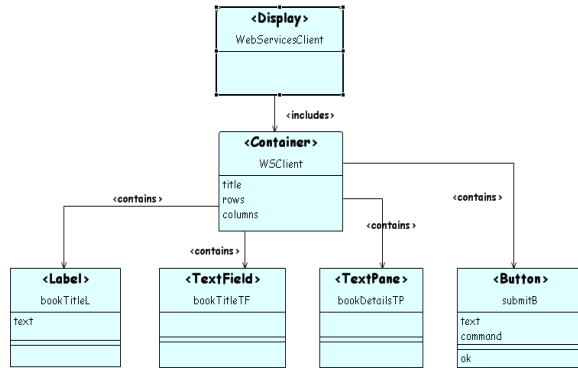 <Display>
WebServicesClient
<includes>
<Container>
WSClient
title
rows
columns
<contains>
<contains>
<contains>
<contains>
<Label>
bookTitleL
text
<TextField>
bookTitleTF
<TextPane>
bookDetailsTP
<Button>
submitB
text
command
ok